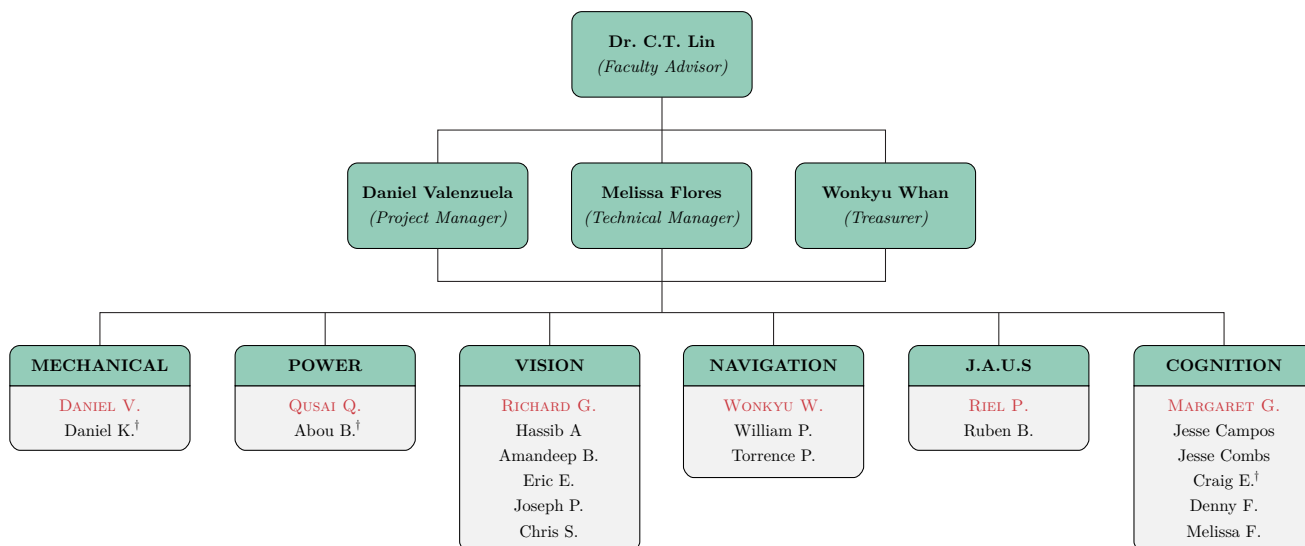 Dr. C.T. Lin
(Faculty Advisor)
Daniel Valenzuela
(Project Manager)
Melissa Flores
(Technical Manager)
Wonkyu Whan
(Treasurer)
MECHANICAL
Daniel V.
Daniel K.†
POWER
Qusai Q.
Abou B.†
VISION
Richard G.
Hassib A
Amandeep B.
Eric E.
Joseph P.
Chris S.
NAVIGATION
Wonkyu W.
William P.
Torrence P.
J.A.U.S
Riel P.
Ruben B.
COGNITION
Margaret G.
Jesse Campos
Jesse Combs
Craig E.†
Denny F.
Melissa F.